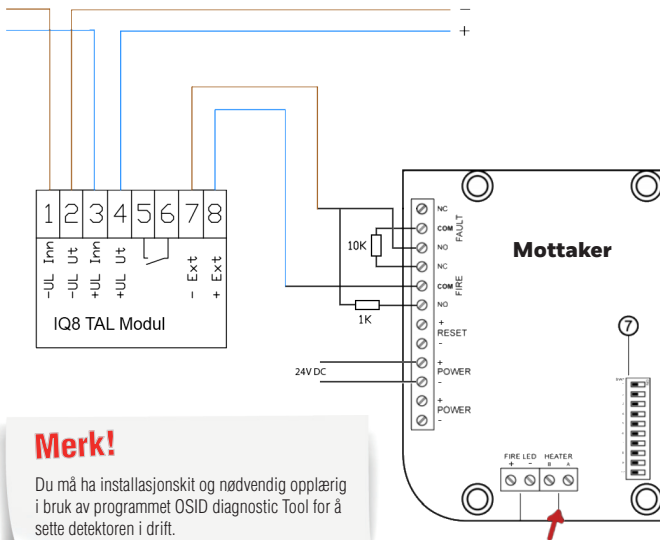 −
+
1 2 3 4 5 6 7 8
-UL Inn
-UL Ut
+UL Inn
+UL Ut
- Ext
+ Ext
IQ8 TAL Modul
10K
1K
24V DC
NC
COM
NO
FAULT
NC
COM
NO
FIRE
+
RESET
-
+
POWER
-
+
POWER
-
Mottaker
7
FIRE LED HEATER
+ - B A
Merk!
Du må ha installasjonskit og nødvendig opplærig
i bruk av programmet OSID diagnostic Tool for å
sette detektoren i drift.